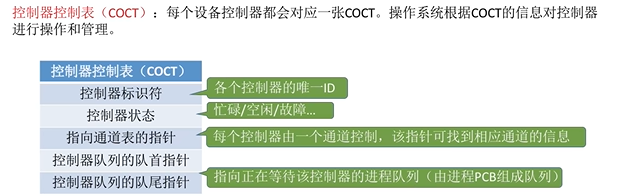 控制器控制表（COCT）：每个设备控制器都会对应一张COCT。操作系统根据COCT的信息对控制器
进行操作和管理。
控制器控制表（COCT）
控制器标识符
各个控制器的唯一ID
控制器状态
忙碌/空闲/故障...
指向通道表的指针
每个控制器由一个通道控制，该指针可找到相应通道的信息
控制器队列的队首指针
控制器队列的队尾指针
指向正在等待该控制器的进程队列（由进程PCB组成队列）